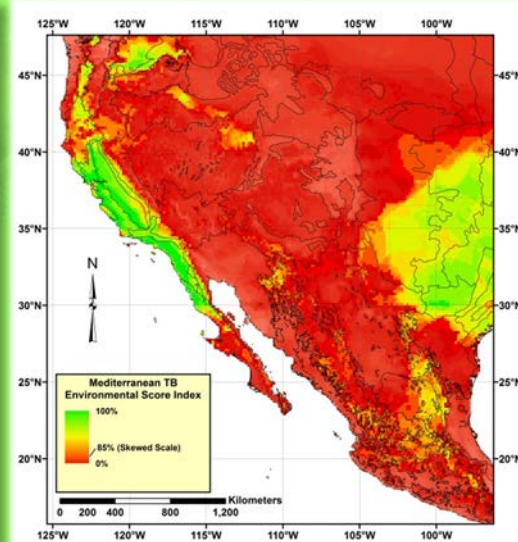 125°W 120°W 115°W 110°W 105°W 100°W
45°N 45°N
40°N 40°N
35°N 35°N
N
30°N 30°N
25°N 25°N
Mediterranean TB
Environmental Score Index
100%
85% (Skewed Scale)
0%
20°N 20°N
Kilometers
0 200 400 800 1,200
125°W 120°W 115°W 110°W 105°W 100°W